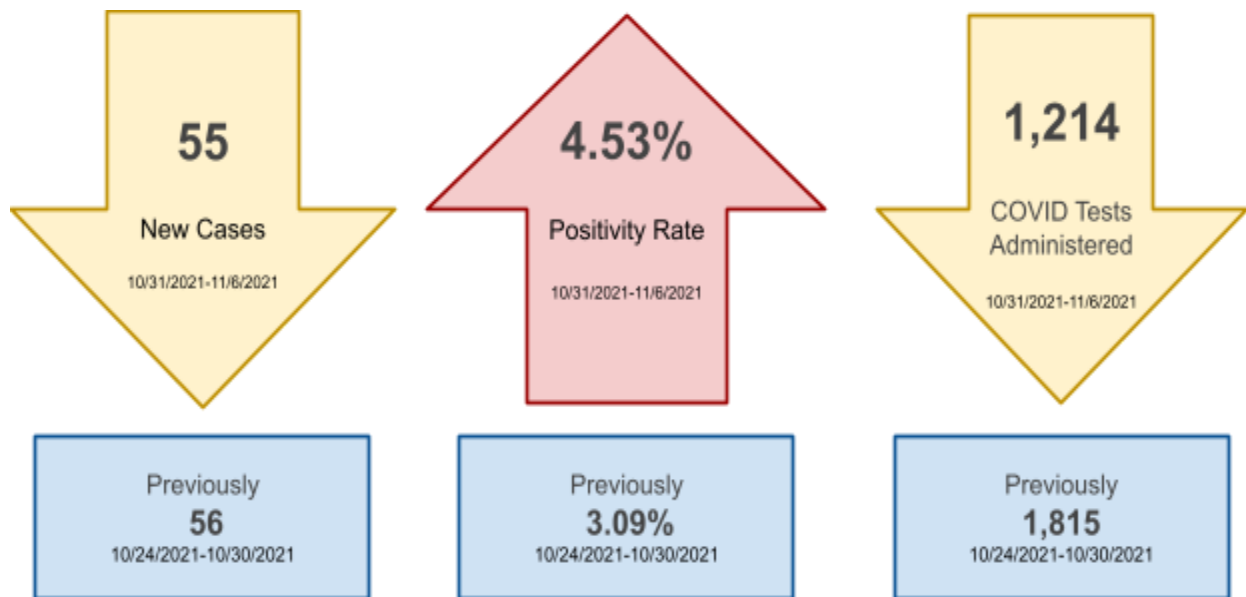 55
New Cases
10/31/2021-11/6/2021
4.53%
Positivity Rate
10/31/2021-11/6/2021
1,214
COVID Tests
Administered
10/31/2021-11/6/2021
Previously
56
10/24/2021-10/30/2021
Previously
3.09%
10/24/2021-10/30/2021
Previously
1,815
10/24/2021-10/30/2021